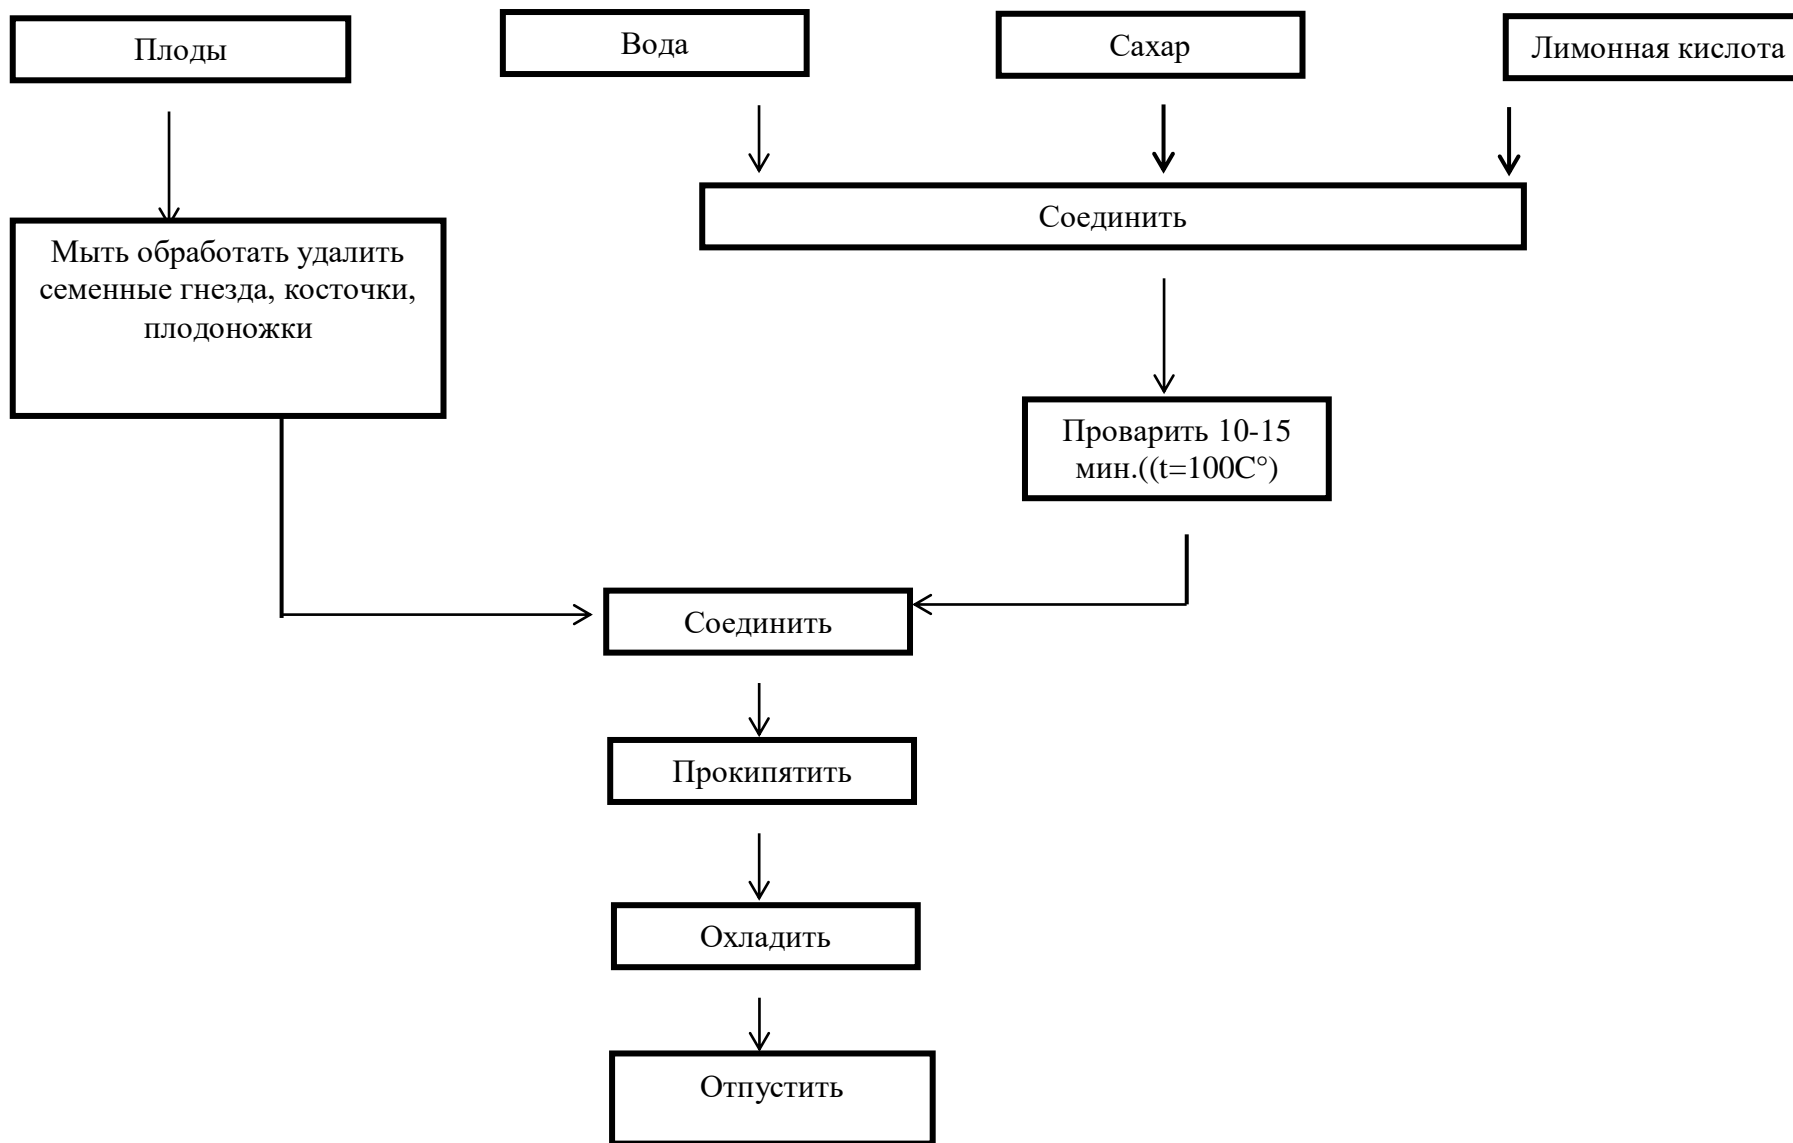 Плоды
Вода
Сахар
Лимонная кислота
Соединить
Мыть обработать удалить
семенные гнезда, косточки,
плодоножки
Проварить 10-15
мин.((t=100С°)
Соединить
Прокипятить
Охладить
Отпустить